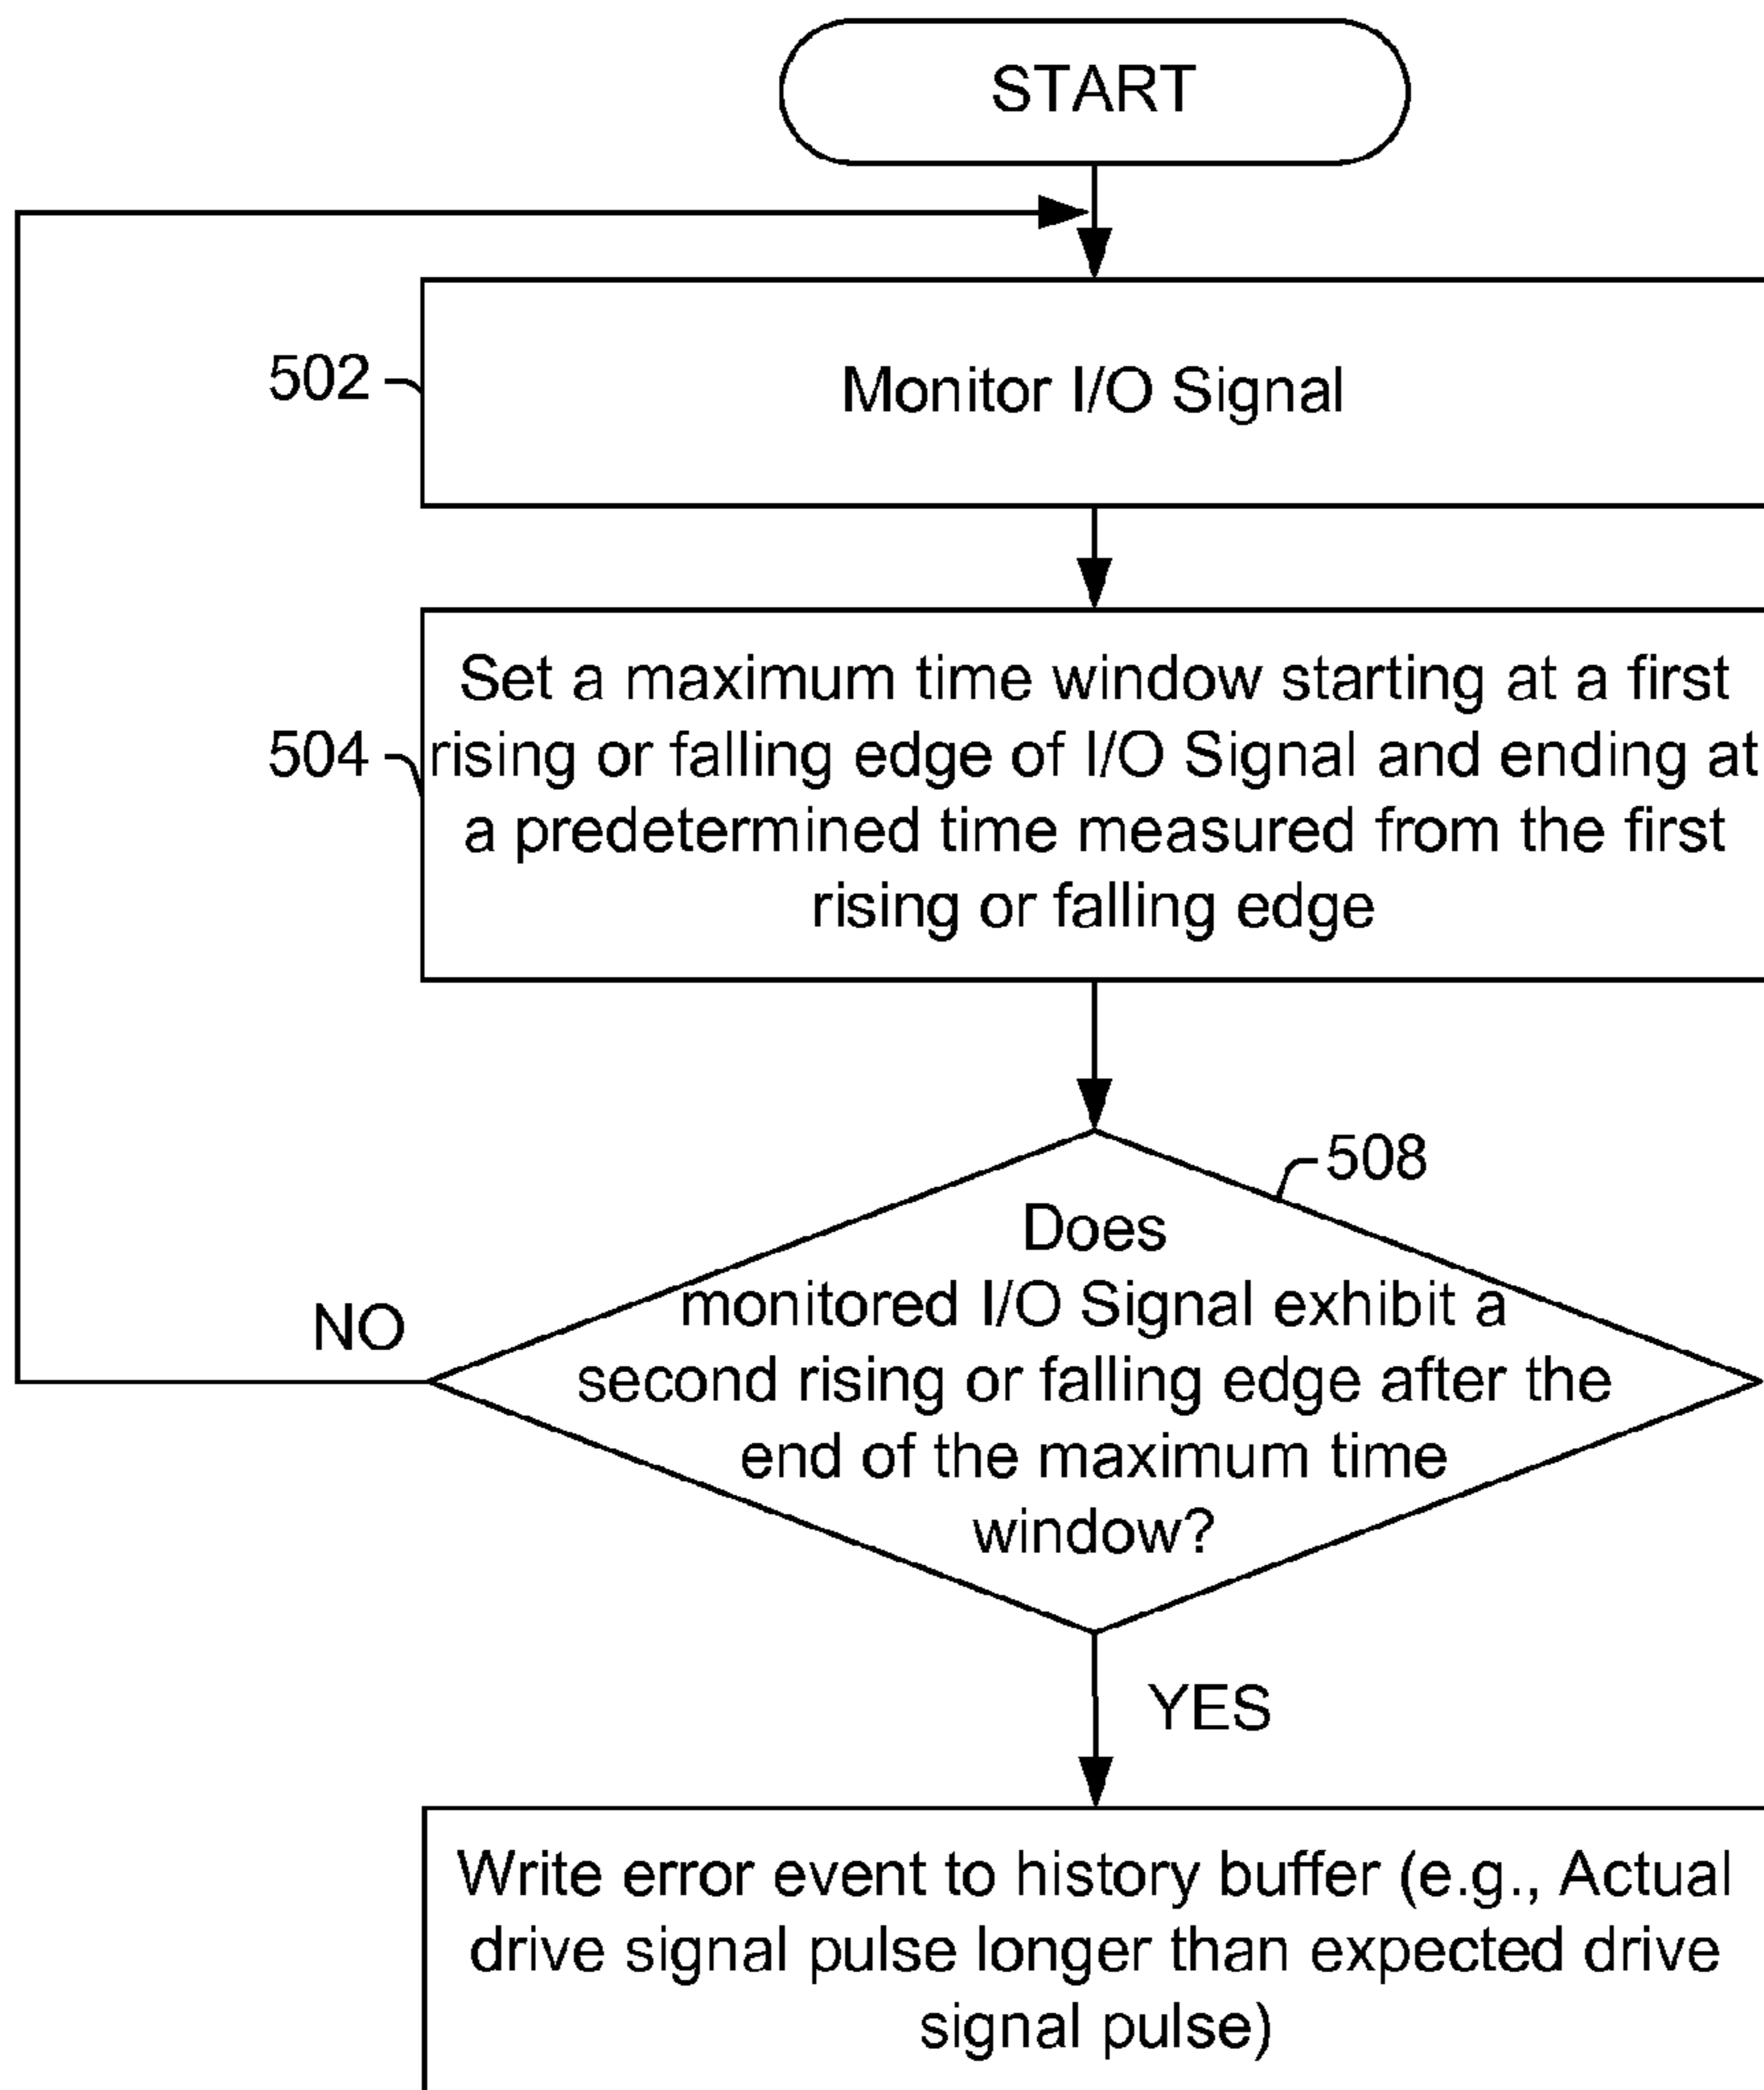 START
502
Monitor I/O Signal
504
Set a maximum time window starting at a first
rising or falling edge of I/O Signal and ending at
a predetermined time measured from the first
rising or falling edge
508
Does
monitored I/O Signal exhibit a
second rising or falling edge after the
end of the maximum time
window?
NO
YES
Write error event to history buffer (e.g., Actual
drive signal pulse longer than expected drive
signal pulse)